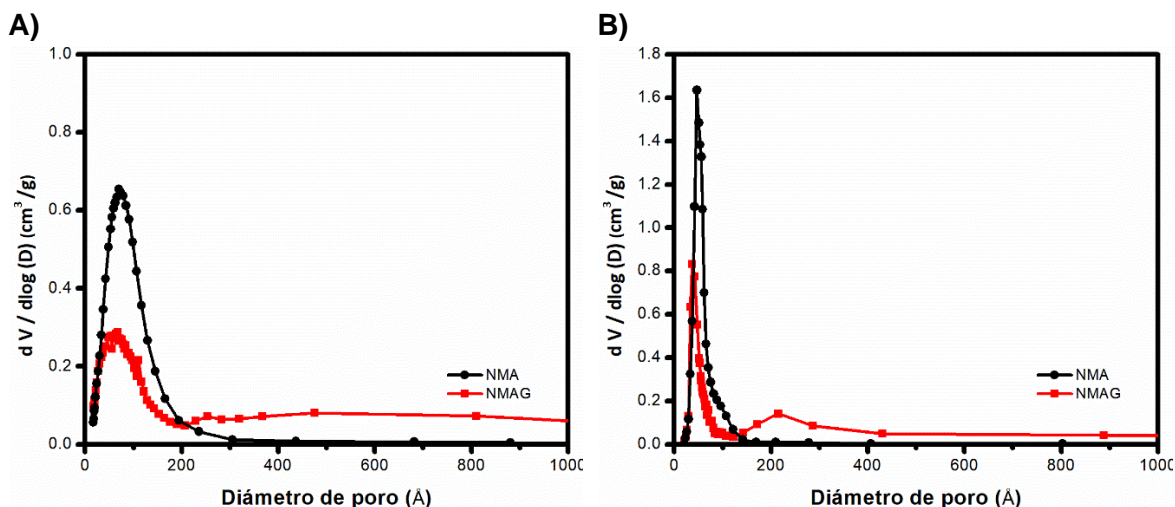 A)
1.0
0.8
0.6
0.4
0.2
0.0
d V / dlog (D) (cm³/g)
NMA
NMAG
0 200 400 600 800 1000
Diámetro de poro (Å)
B)
1.8
1.6
1.4
1.2
1.0
0.8
0.6
0.4
0.2
0.0
d V / dlog (D) (cm³/g)
NMA
NMAG
0 200 400 600 800 1000
Diámetro de poro (Å)